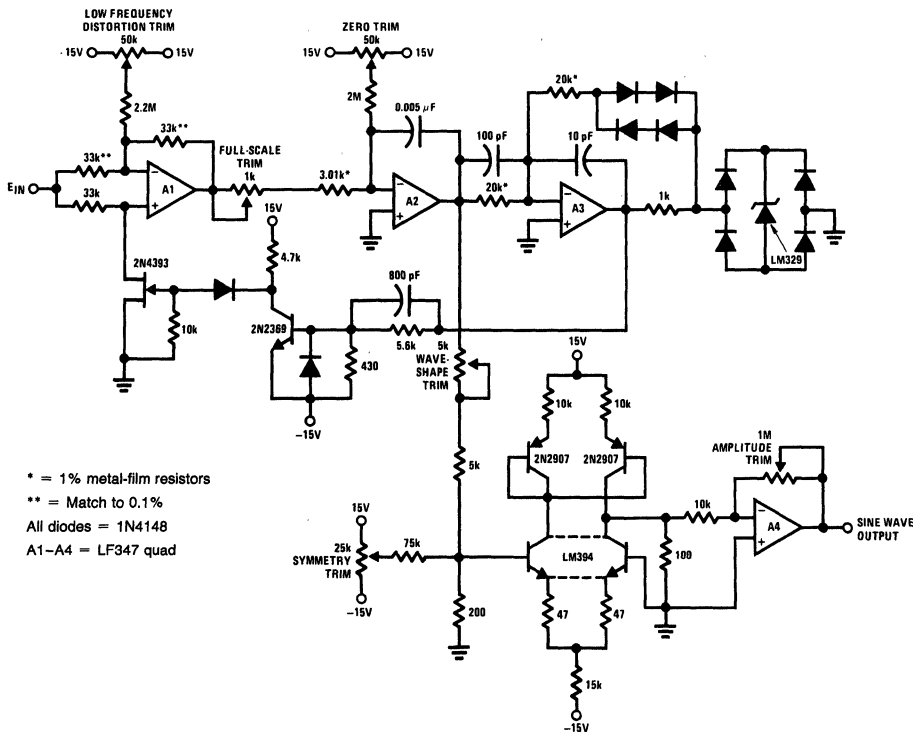 LOW FREQUENCY
DISTORTION TRIM
50k
15V
15V
2.2M
33k**
33k**
EIN
33k
A1
FULL-SCALE
TRIM
1k
ZERO TRIM
50k
15V
15V
2M
0.005 μF
3.01k*
A2
20k*
100 pF
10 pF
20k*
A3
1k
LM329
15V
4.7k
2N4393
10k
2N2369
800 pF
5.6k
430
-15V
5k
WAVE-
SHAPE
TRIM
5k
15V
25k
SYMMETRY
TRIM
-15V
75k
200
15V
10k
10k
2N2907
2N2907
LM394
47
47
15k
-15V
100
10k
1M
AMPLITUDE
TRIM
A4
SINE WAVE
OUTPUT
* = 1% metal-film resistors
** = Match to 0.1%
All diodes = 1N4148
A1–A4 = LF347 quad